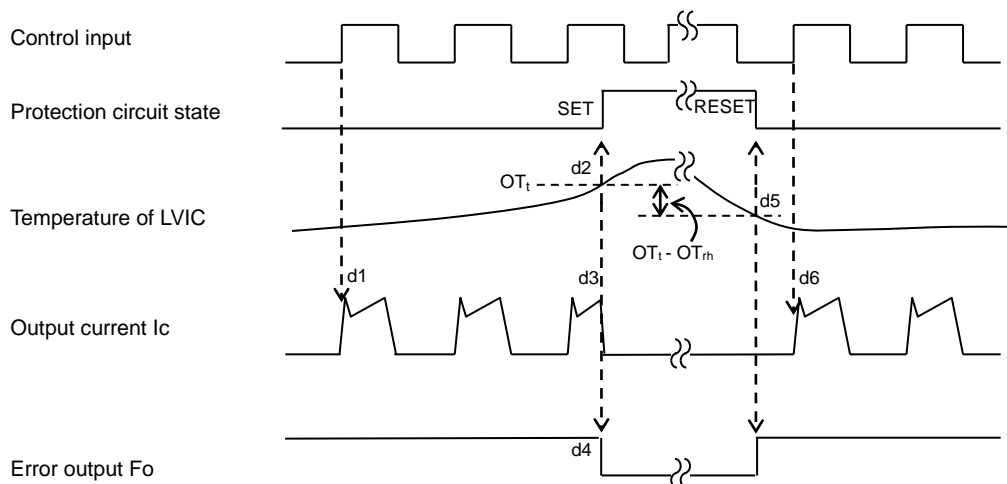 Control input
Protection circuit state
SET
RESET
d2
OTt
d5
Temperature of LVIC
OTt - OTrh
d1
d3
d6
Output current Ic
d4
Error output Fo